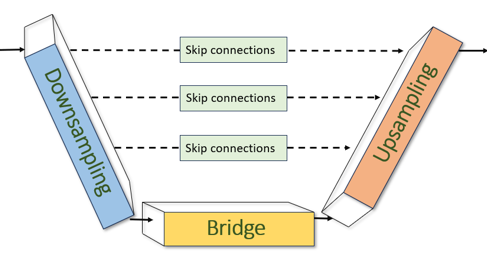 Skip connections
Skip connections
Skip connections
Downsampling
Upsampling
Bridge